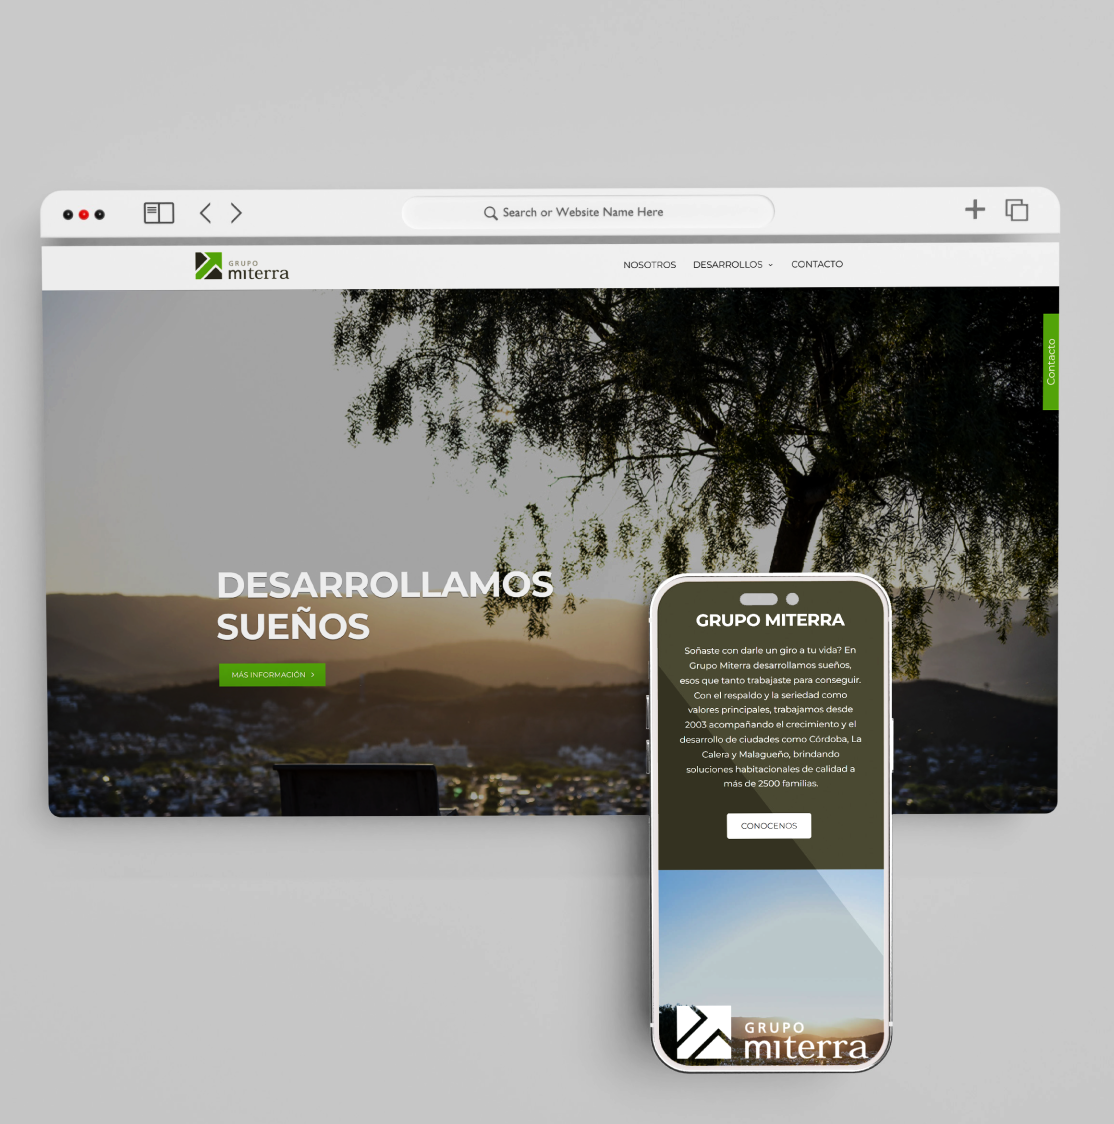 Search or Website Name Here
GRUPO
miterra
NOSOTROS DESARROLLOS CONTACTO
Contacto
DESARROLLAMOS
SUEÑOS
MÁS INFORMACIÓN >
GRUPO MITERRA
Soñaste con darle un giro a tu vida? En
Grupo Miterra desarrollamos sueños,
esos que tanto trabajaste para conseguir.
Con el respaldo y la seriedad como
valores principales, trabajamos desde
2003 acompañando el crecimiento y el
desarrollo de ciudades como Córdoba, La
Calera y Malagueño, brindando
soluciones habitacionales de calidad a
más de 2500 familias.
CONOCENOS
GRUPO
miterra